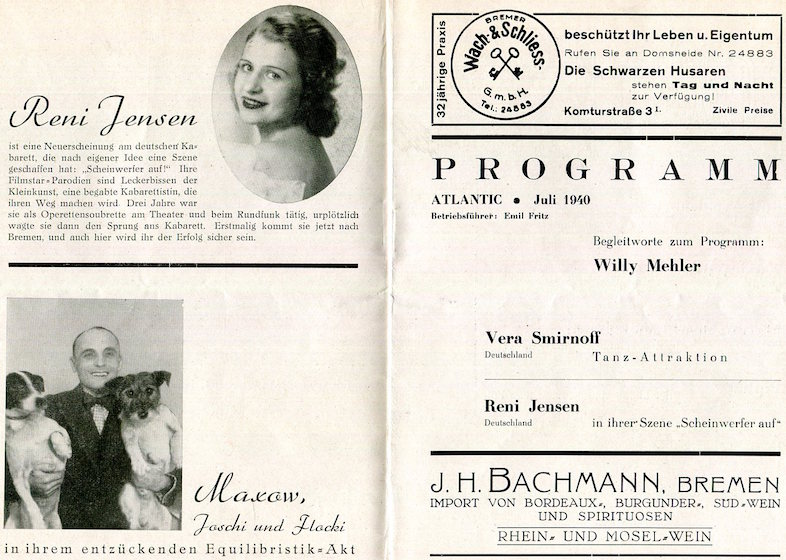 Reni Jensen
ist eine Neuerscheinung am deutschen Ka-
barett, die nach eigener Idee eine Szene
geschaffen hat: „Scheinwerfer auf!“ Ihre
Filmstar-Parodien sind Leckerbissen der
Kleinkunst, eine begabte Kabarettistin, die
ihren Weg machen wird. Drei Jahre war
sie als Operettensoubrette am Theater und beim Rundfunk tätig, urplötzlich
wagte sie dann den Sprung ans Kabarett. Erstmalig kommt sie jetzt nach
Bremen, und auch hier wird ihr der Erfolg sicher sein.
Maxow,
Joschi und Flocki
in ihrem entzückenden Equilibristik-Akt
32jährige Praxis
BREMER
Wach-&Schliess-
G.m.b.H.
Tel.: 24883
beschützt Ihr Leben u. Eigentum
Rufen Sie an Domsheide Nr. 24883
Die Schwarzen Husaren
stehen Tag und Nacht
zur Verfügung!
Komturstraße 3 I. Zivile Preise
PROGRAMM
ATLANTIC • Juli 1940
Betriebsführer: Emil Fritz
Begleitworte zum Programm:
Willy Mehler
Vera Smirnoff
Deutschland Tanz-Attraktion
Reni Jensen
Deutschland in ihrer Szene „Scheinwerfer auf“
J. H. BACHMANN, BREMEN
IMPORT VON BORDEAUX-, BURGUNDER-, SÜD-WEIN
UND SPIRITUOSEN
RHEIN- UND MOSEL-WEIN